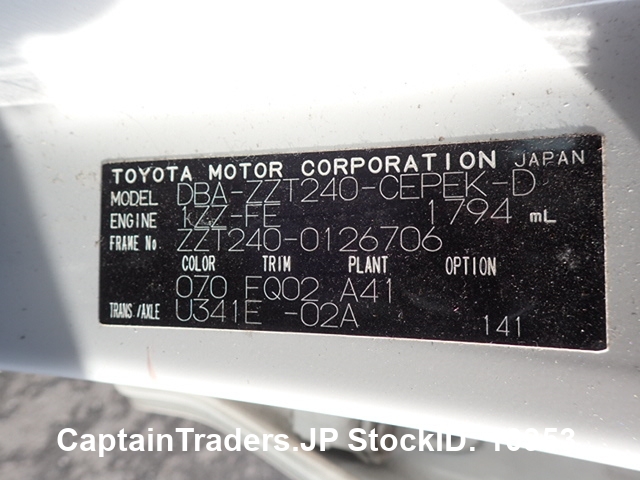 TOYOTA MOTOR CORPORATION JAPAN
MODEL DBA-ZZT240-CEPEK-D
ENGINE 1ZZ-FE 1794 mL
FRAME No ZZT240-0126706
COLOR TRIM PLANT OPTION
070 EQ02 A41
TRANS/AXLE U341E -02A
141
CaptainTraders.JP StockID: